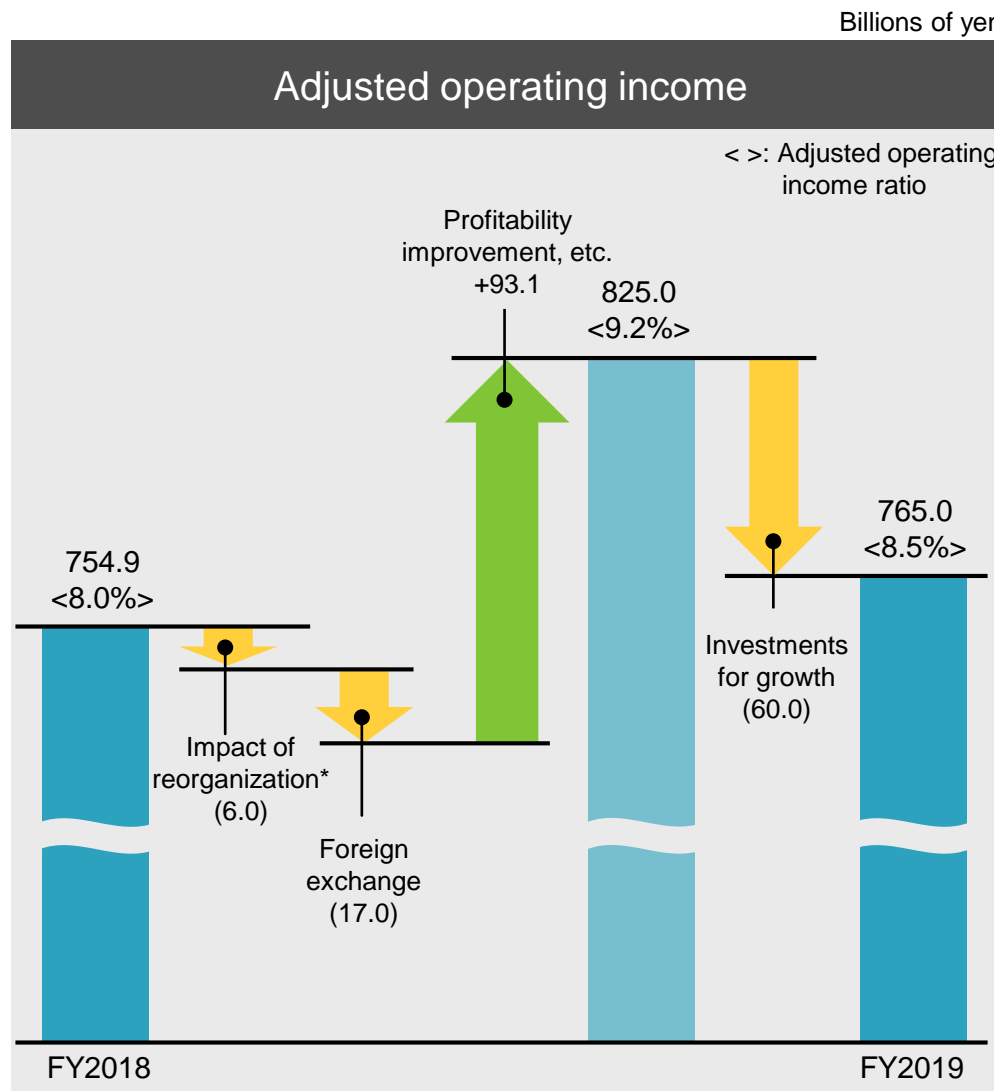 Billions of yen
Adjusted operating income
< >: Adjusted operating
income ratio
Profitability
improvement, etc.
+93.1
825.0
<9.2%>
765.0
<8.5%>
754.9
<8.0%>
Investments
for growth
(60.0)
Impact of
reorganization*
(6.0)
Foreign
exchange
(17.0)
FY2018
FY2019